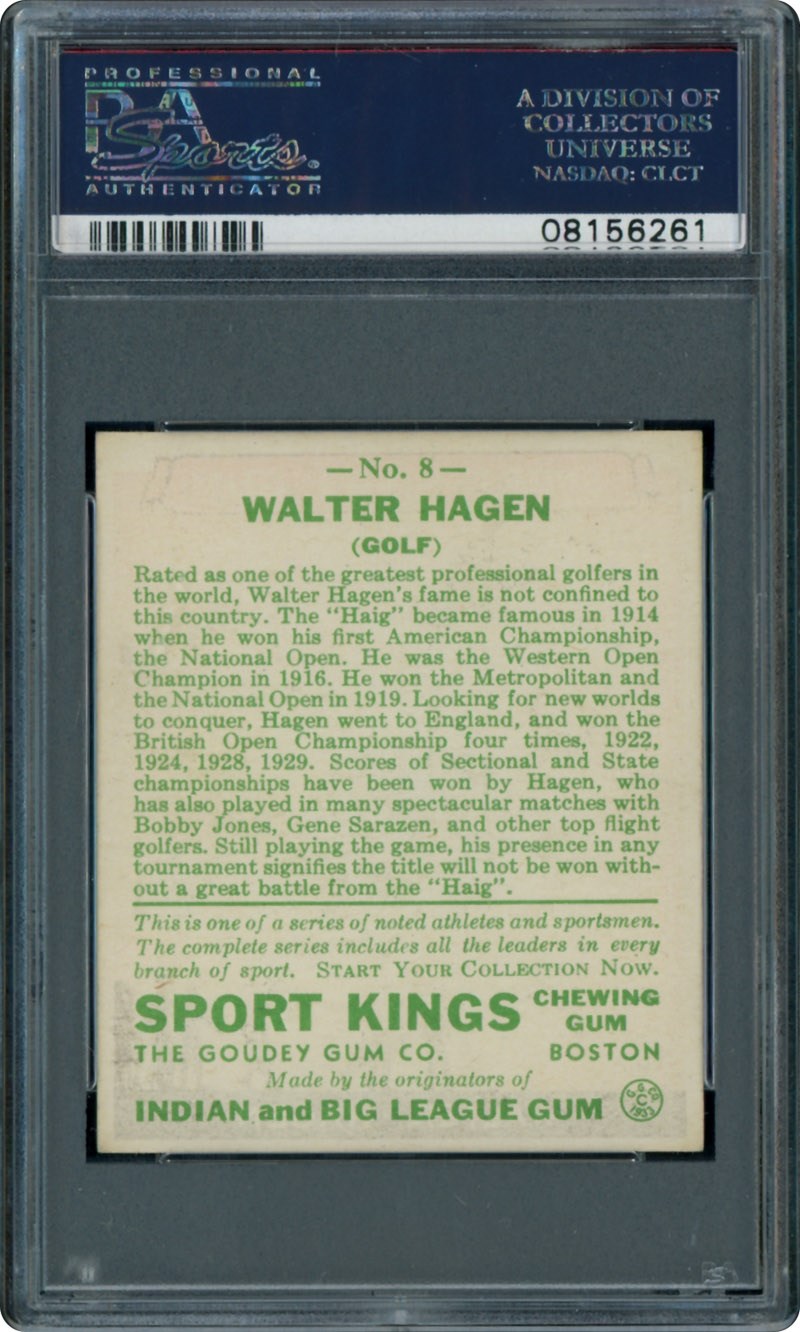 PROFESSIONAL
PSA
Sports
AUTHENTICATOR
A DIVISION OF
COLLECTORS
UNIVERSE
NASDAQ: CLCT
08156261
—No. 8—
WALTER HAGEN
(GOLF)
Rated as one of the greatest professional golfers in
the world, Walter Hagen's fame is not confined to
this country. The "Haig" became famous in 1914
when he won his first American Championship,
the National Open. He was the Western Open
Champion in 1916. He won the Metropolitan and
the National Open in 1919. Looking for new worlds
to conquer, Hagen went to England, and won the
British Open Championship four times, 1922,
1924, 1928, 1929. Scores of Sectional and State
championships have been won by Hagen, who
has also played in many spectacular matches with
Bobby Jones, Gene Sarazen, and other top flight
golfers. Still playing the game, his presence in any
tournament signifies the title will not be won with-
out a great battle from the "Haig".
This is one of a series of noted athletes and sportsmen.
The complete series includes all the leaders in every
branch of sport. START YOUR COLLECTION NOW.
SPORT KINGS CHEWING GUM
THE GOUDEY GUM CO. BOSTON
Made by the originators of
INDIAN and BIG LEAGUE GUM
G. G. CO.
C
1933